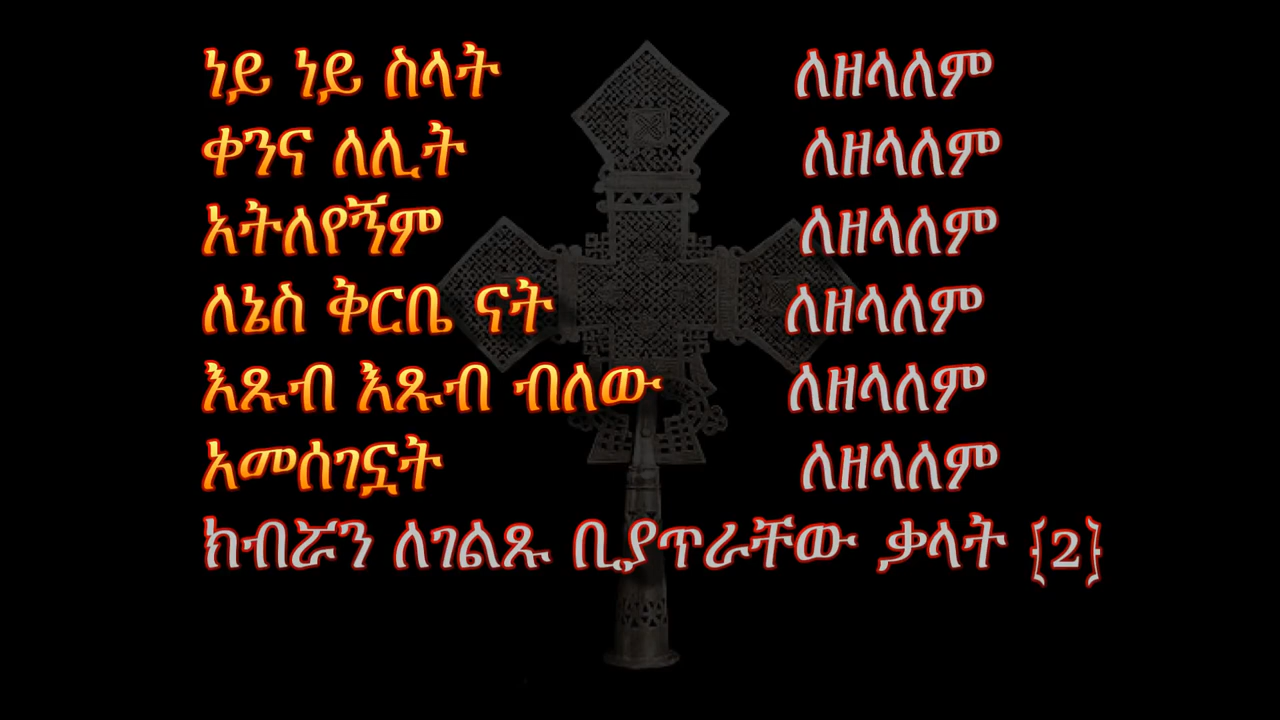 ነይ ነይ ስላት ለዘላለም
ቀንና ለሊት ለዘላለም
አትለየኝም ለዘላለም
ለኔስ ቅርቤ ናት ለዘላለም
እጹብ እጹብ ብለው ለዘላለም
አመሰገኗት ለዘላለም
ክብሯን ለገልጹ ቢያጥራቸው ቃላት {2}